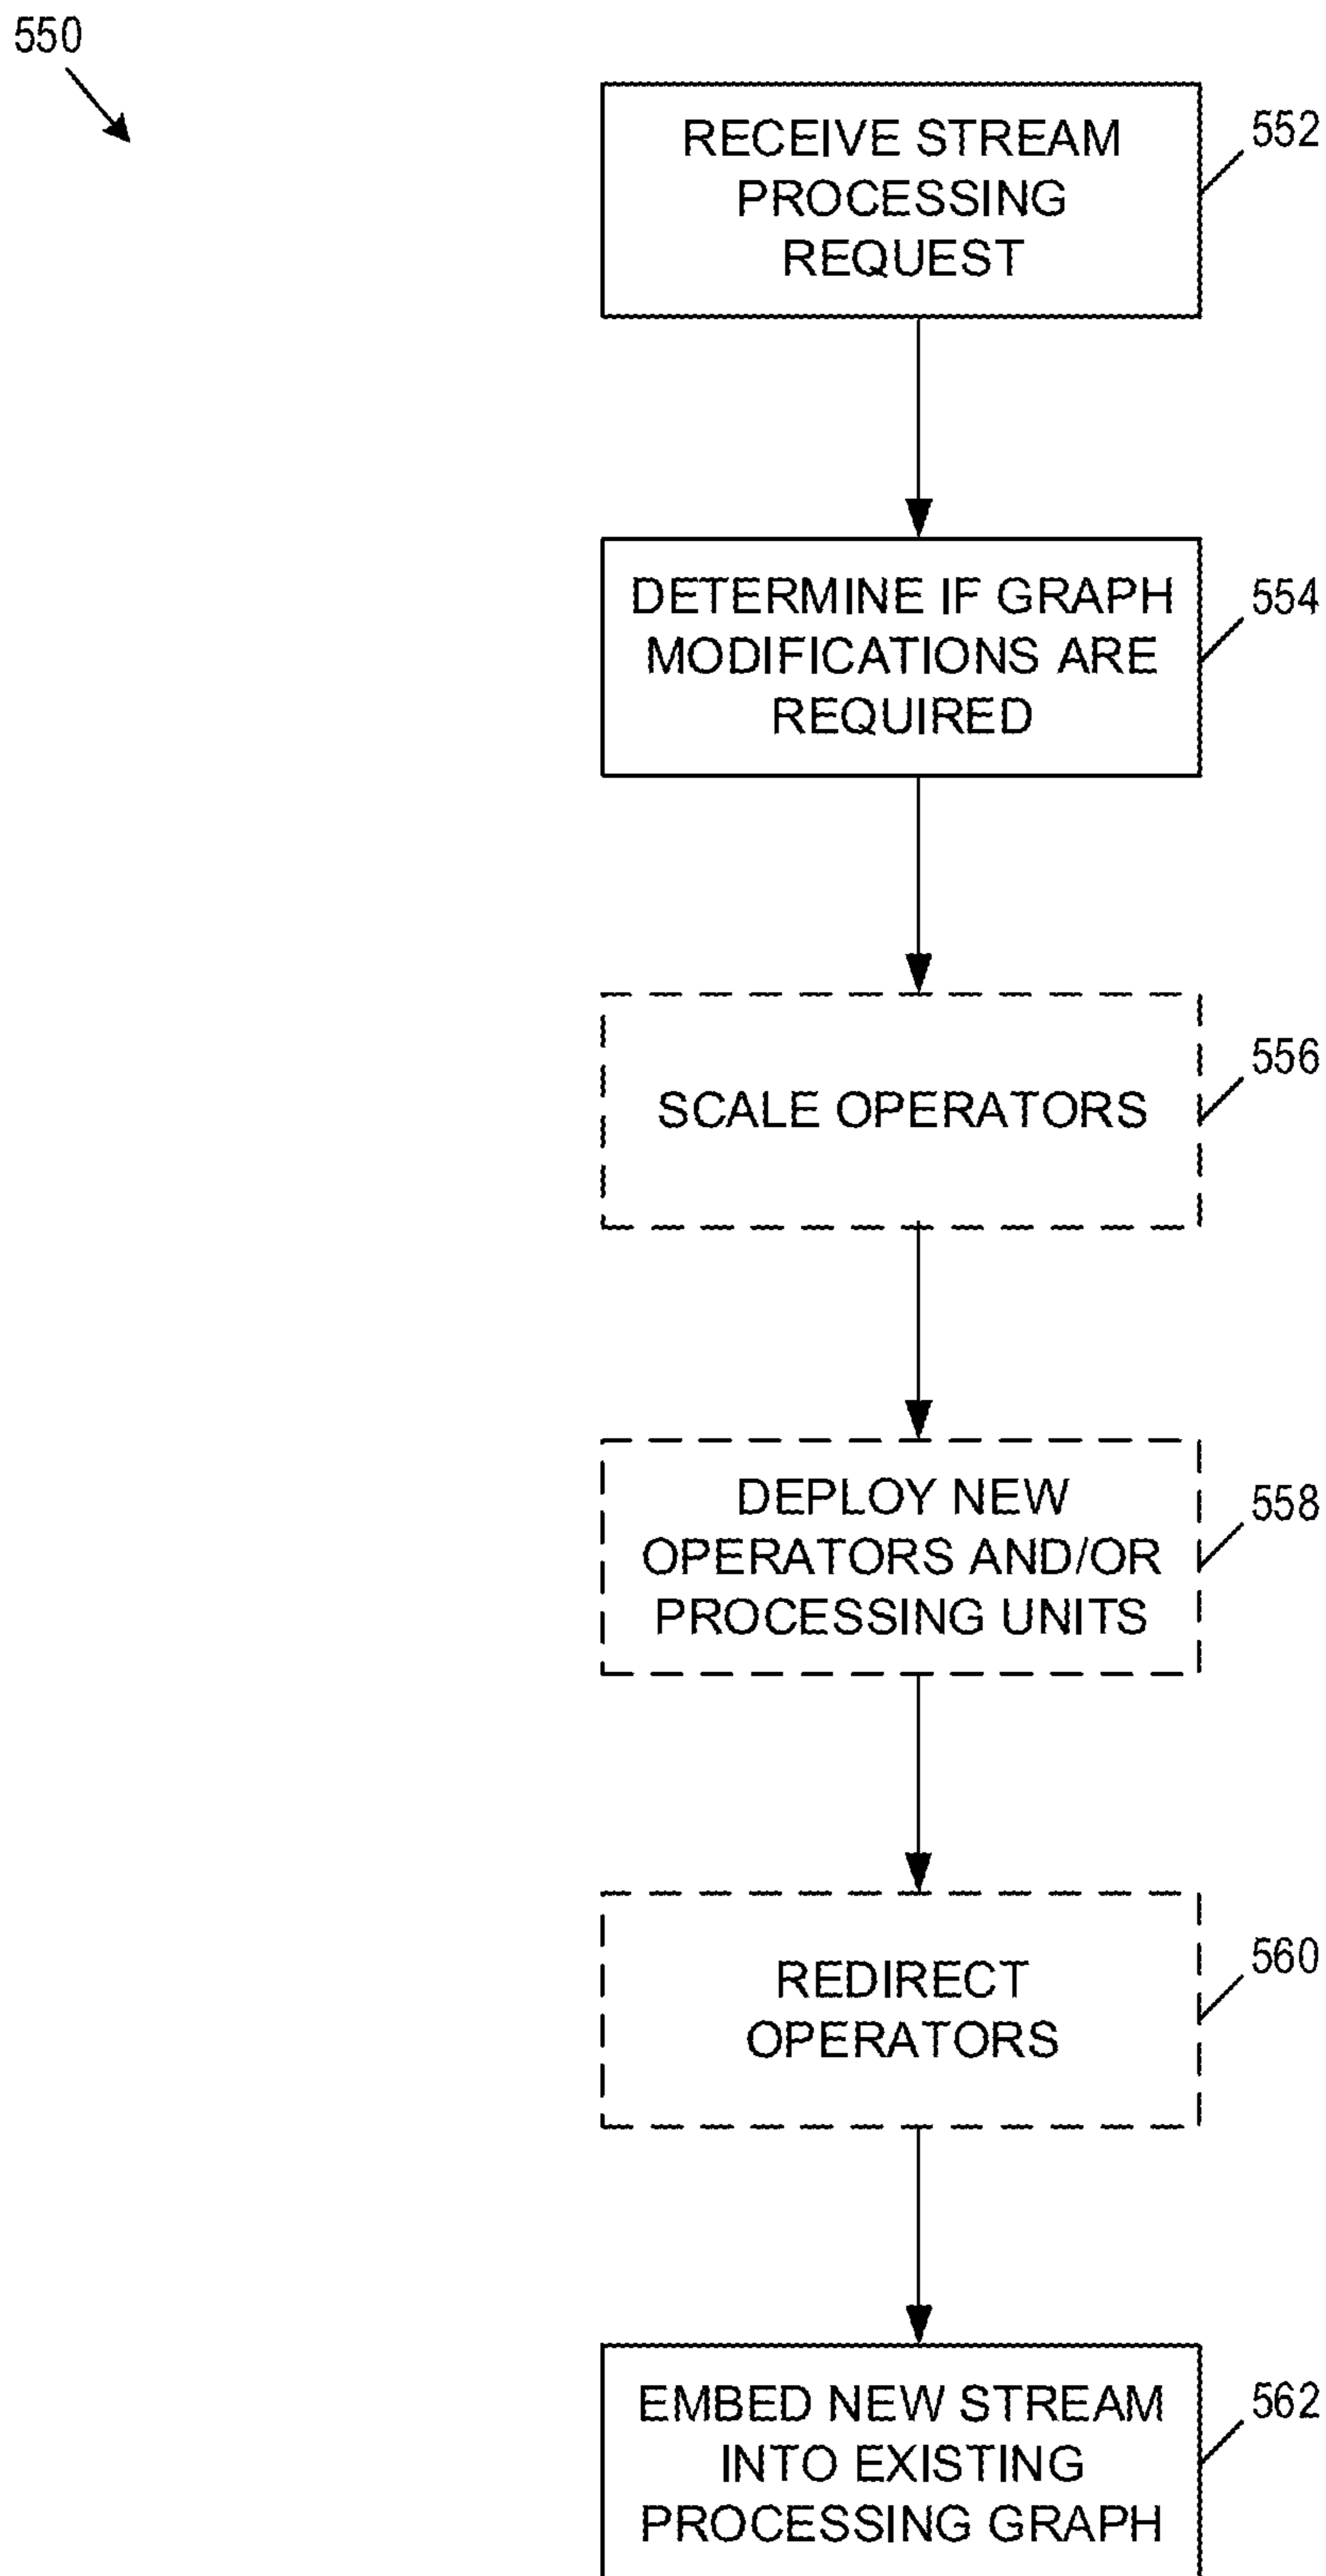 550
RECEIVE STREAM
PROCESSING
REQUEST
552
DETERMINE IF GRAPH
MODIFICATIONS ARE
REQUIRED
554
SCALE OPERATORS
556
DEPLOY NEW
OPERATORS AND/OR
PROCESSING UNITS
558
REDIRECT
OPERATORS
560
EMBED NEW STREAM
INTO EXISTING
PROCESSING GRAPH
562